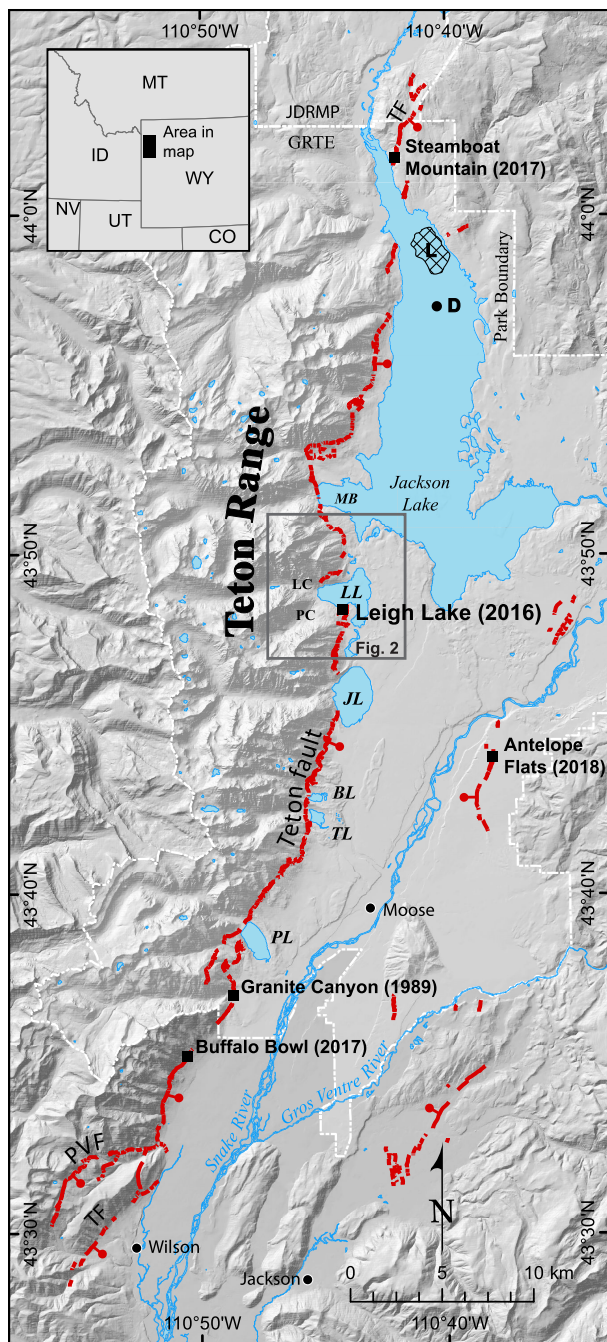 110°50'W
110°40'W
MT
ID
Area in
map
WY
NV
UT
CO
JDRMP
GRTE
TF
Steamboat
Mountain (2017)
44°0'N
44°0'N
L
D
Park Boundary
Teton Range
Jackson
Lake
MB
43°50'N
43°50'N
LC
LL
PC
Leigh Lake (2016)
Fig. 2
JL
Teton fault
Antelope
Flats (2018)
BL
TL
43°40'N
43°40'N
Moose
PL
Granite Canyon (1989)
Buffalo Bowl (2017)
Snake River
Gros Ventre River
PVF
TF
N
43°30'N
43°30'N
Wilson
Jackson
0
5
10 km
110°50'W
110°40'W